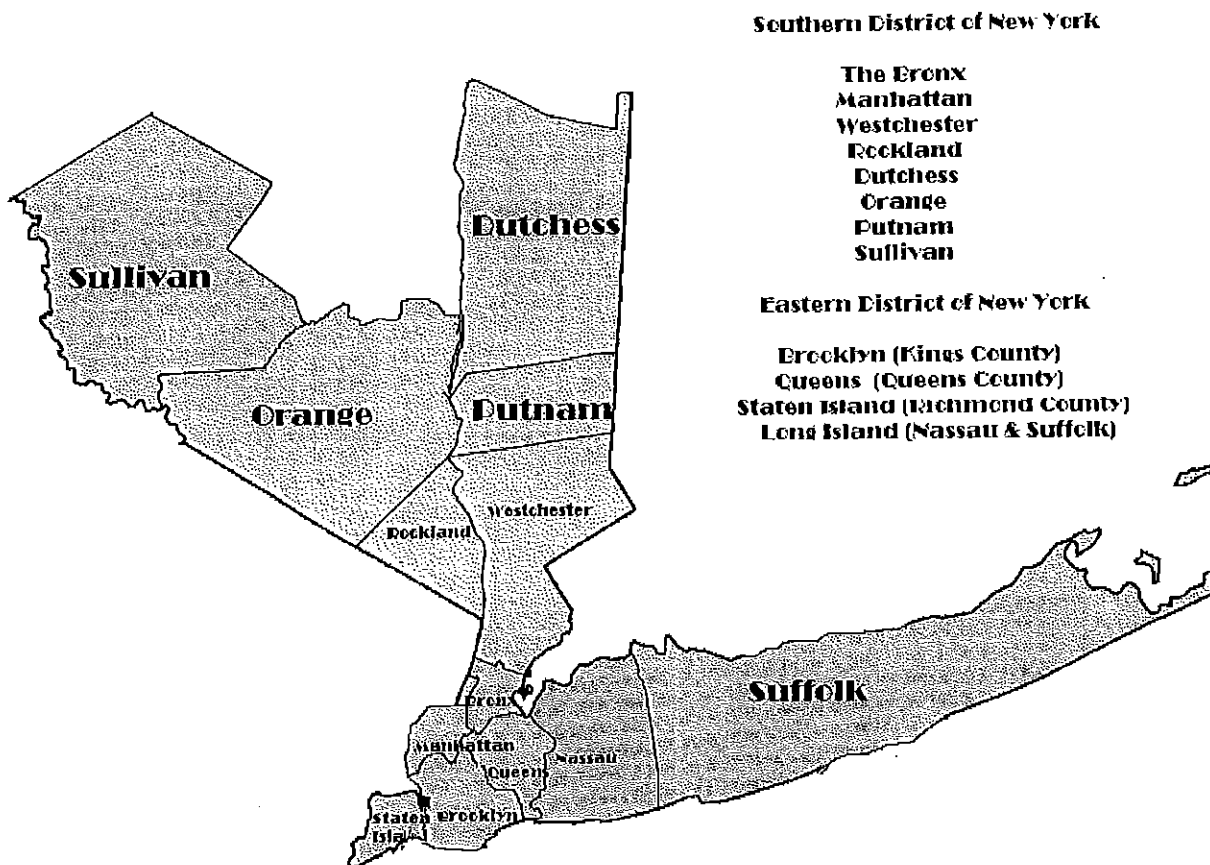 Southern District of New York
The Bronx
Manhattan
Westchester
Rockland
Dutchess
Orange
Putnam
Sullivan
Eastern District of New York
Brooklyn (Kings County)
Queens (Queens County)
Staten Island (Richmond County)
Long Island (Nassau & Suffolk)
Dutchess
Sullivan
Orange
Putnam
Westchester
Rockland
Suffolk
Bronx
Manhattan
Nassau
Queens
Staten
Isla
Brooklyn